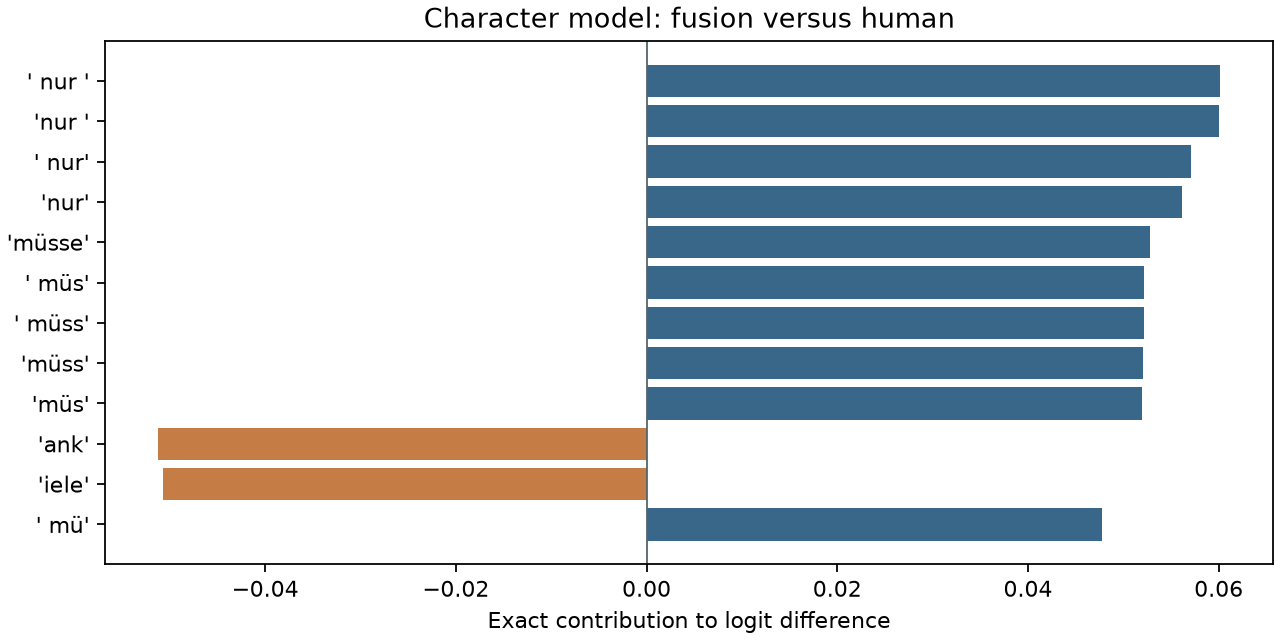 Character model: fusion versus human
' nur '
'nur '
' nur'
'nur'
'müsse'
' müs'
' müss'
'müss'
'müs'
'ank'
'iele'
' mü'
−0.04 −0.02 0.00 0.02 0.04 0.06
Exact contribution to logit difference